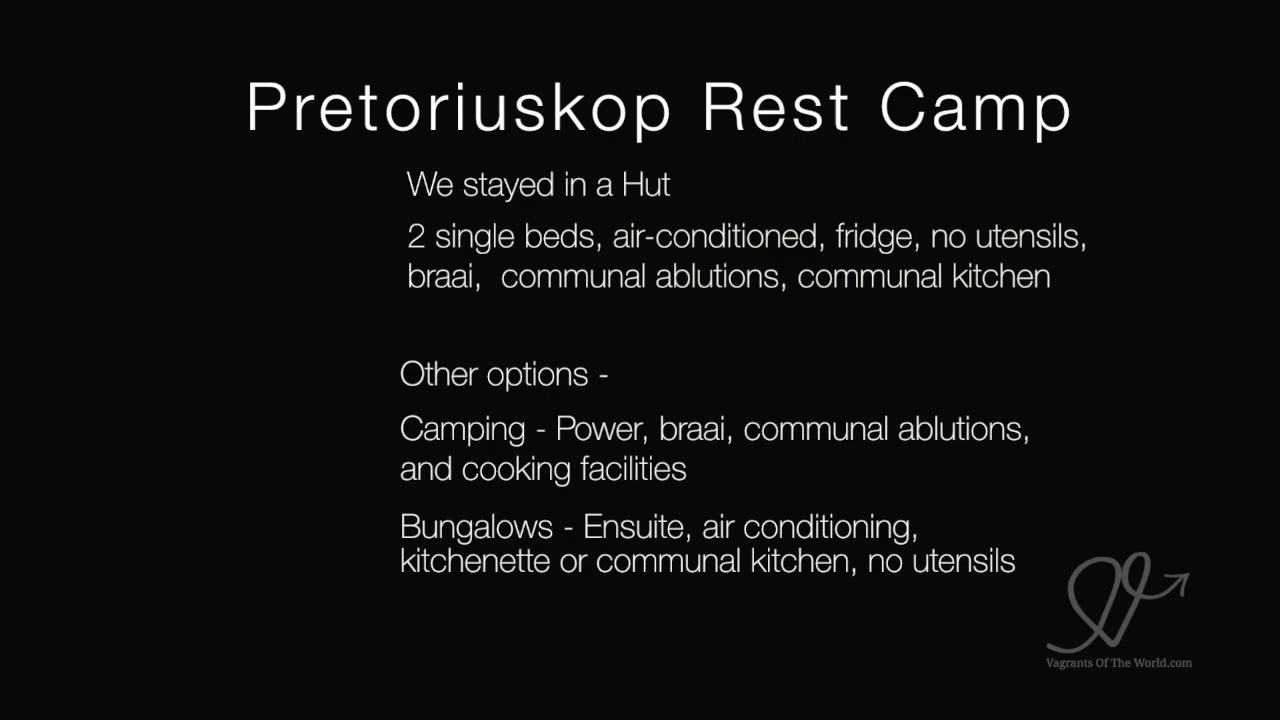 Pretoriuskop Rest Camp
We stayed in a Hut
2 single beds, air-conditioned, fridge, no utensils,
braai,  communal ablutions, communal kitchen
Other options -
Camping - Power, braai, communal ablutions,
and cooking facilities
Bungalows - Ensuite, air conditioning,
kitchenette or communal kitchen, no utensils
Vagrants Of The World.com